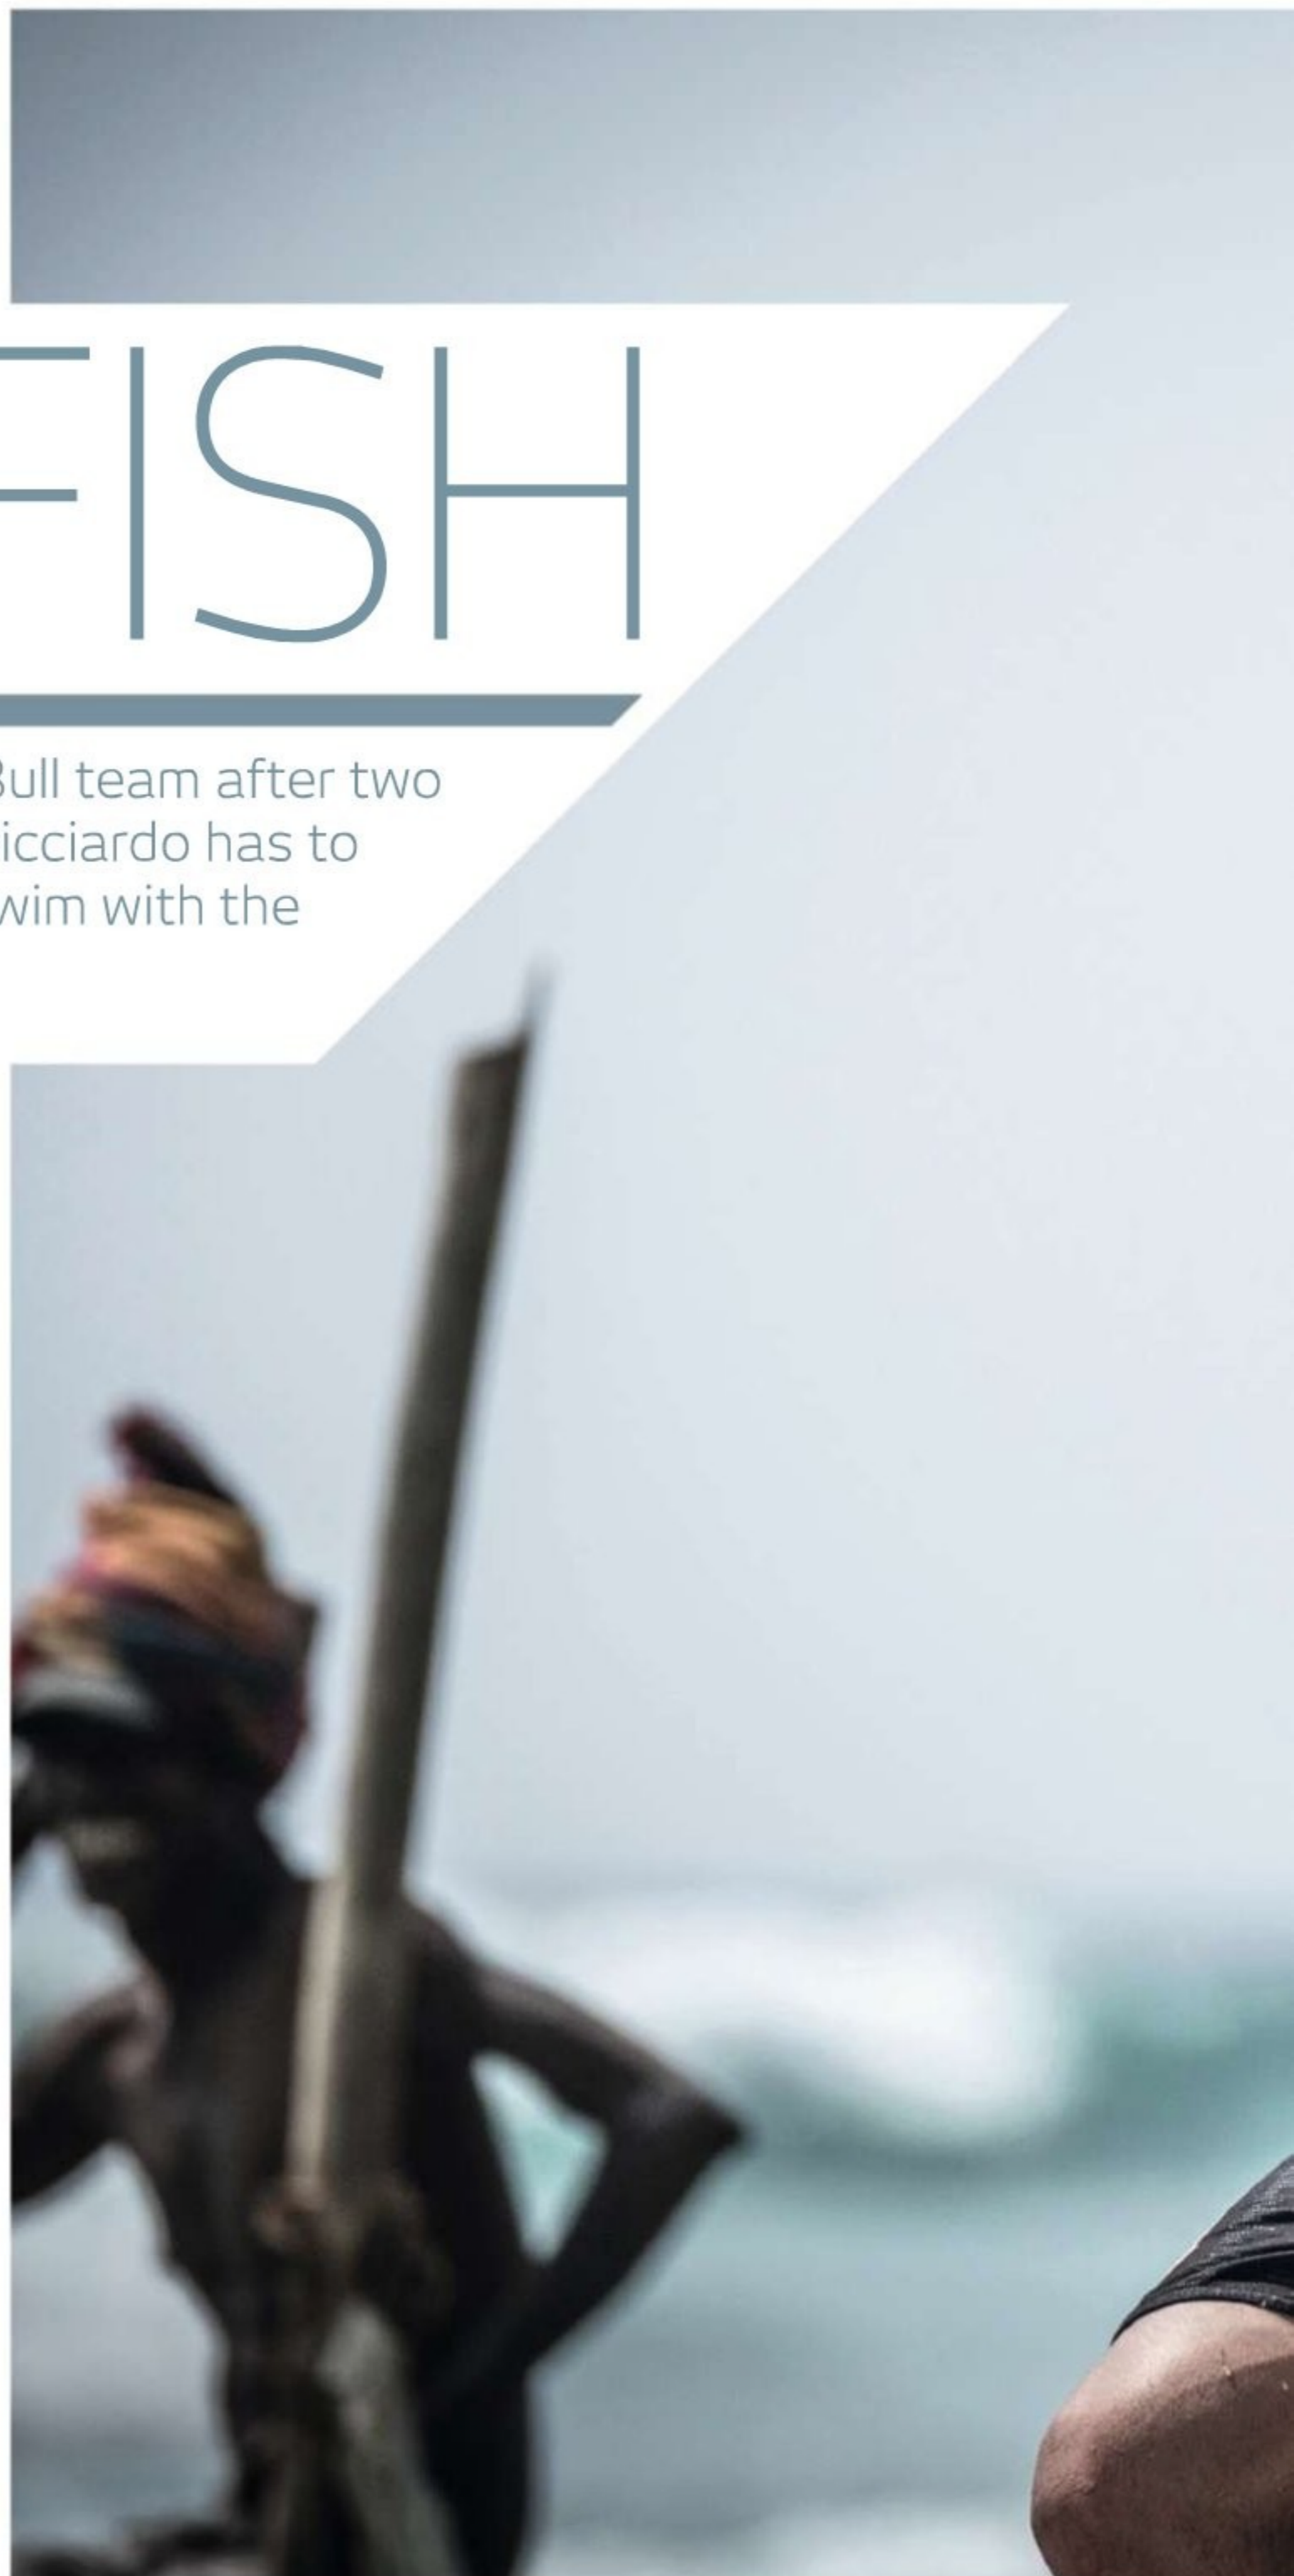 FISH
Bull team after two
icciardo has to
wim with the